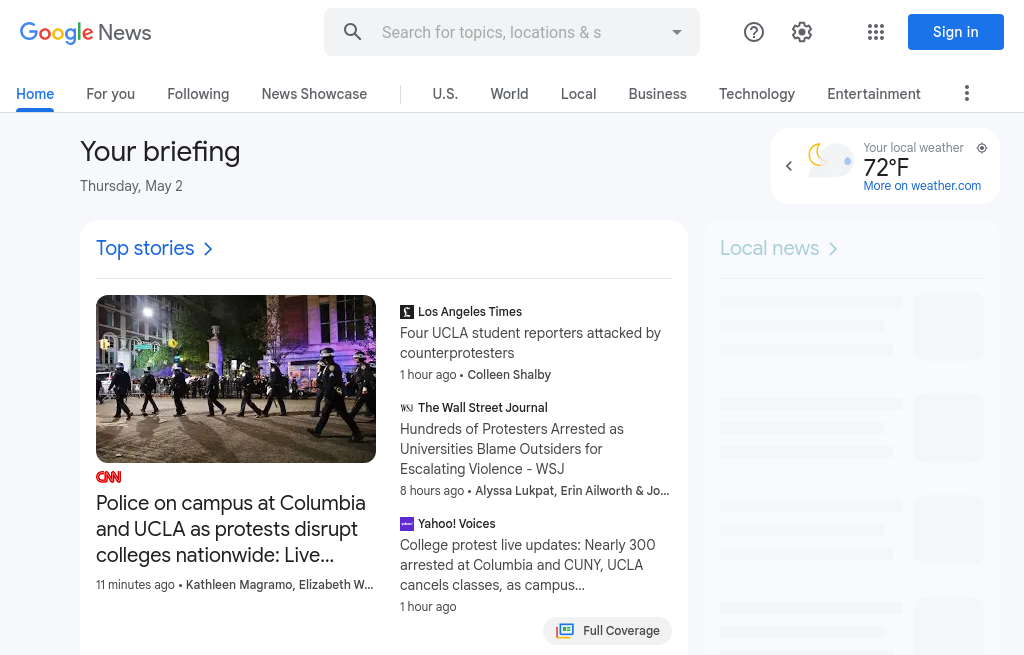 Google News
Search for topics, locations & s
Sign in
Home
For you
Following
News Showcase
U.S.
World
Local
Business
Technology
Entertainment
Your briefing
Thursday, May 2
Your local weather
72°F
More on weather.com
Top stories
Local news
CNN
Police on campus at Columbia
and UCLA as protests disrupt
colleges nationwide: Live...
11 minutes ago • Kathleen Magramo, Elizabeth W...
Los Angeles Times
Four UCLA student reporters attacked by
counterprotesters
1 hour ago • Colleen Shalby
WSJ The Wall Street Journal
Hundreds of Protesters Arrested as
Universities Blame Outsiders for
Escalating Violence - WSJ
8 hours ago • Alyssa Lukpat, Erin Ailworth & Jo...
Yahoo! Voices
College protest live updates: Nearly 300
arrested at Columbia and CUNY, UCLA
cancels classes, as campus...
1 hour ago
Full Coverage